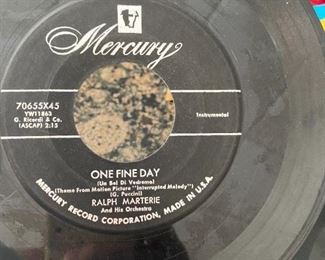 Mercury
70655X45
YW11863
G. Ricordi & Co.
(ASCAP) 2:15
Instrumental
ONE FINE DAY
(Un Bel Di Vedremo)
(Theme From Motion Picture "Interrupted Melody")
(G. Puccini)
RALPH MARTERIE
And His Orchestra
MERCURY RECORD CORPORATION, MADE IN U.S.A.